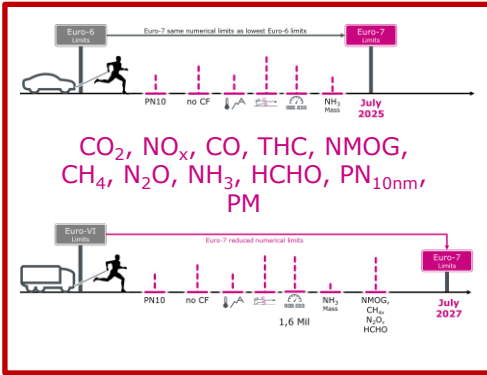 Euro-6
Limits
Euro-7 same numerical limits as lowest Euro-6 limits
Euro-7
Limits
PN10
no CF
NH₃
Mass
July
2025
CO₂, NOₓ, CO, THC, NMOG,
CH₄, N₂O, NH₃, HCHO, PN₁₀ₙₘ,
PM
Euro-VI
Limits
Euro-7 reduced numerical limits
Euro-7
Limits
PN10
no CF
1,6 Mil
NH₃
Mass
NMOG,
CH₄,
N₂O,
HCHO
July
2027